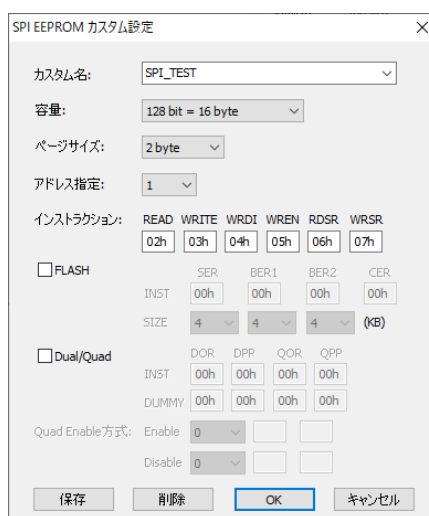 SPI EEPROM カスタム設定
カスタム名: SPI_TEST
容量: 128 bit = 16 byte
ページサイズ: 2 byte
アドレス指定: 1
インストラクション: READ WRITE WRDI WREN RDSR WRSR
02h 03h 04h 05h 06h 07h
FLASH SER BER1 BER2 CER
INST 00h 00h 00h 00h
SIZE 4 4 4 (KB)
Dual/Quad DOR DPP QOR QPP
INST 00h 00h 00h 00h
DUMMY 00h 00h 00h 00h
Quad Enable方式: Enable 0
Disable 0
保存 削除 OK キャンセル